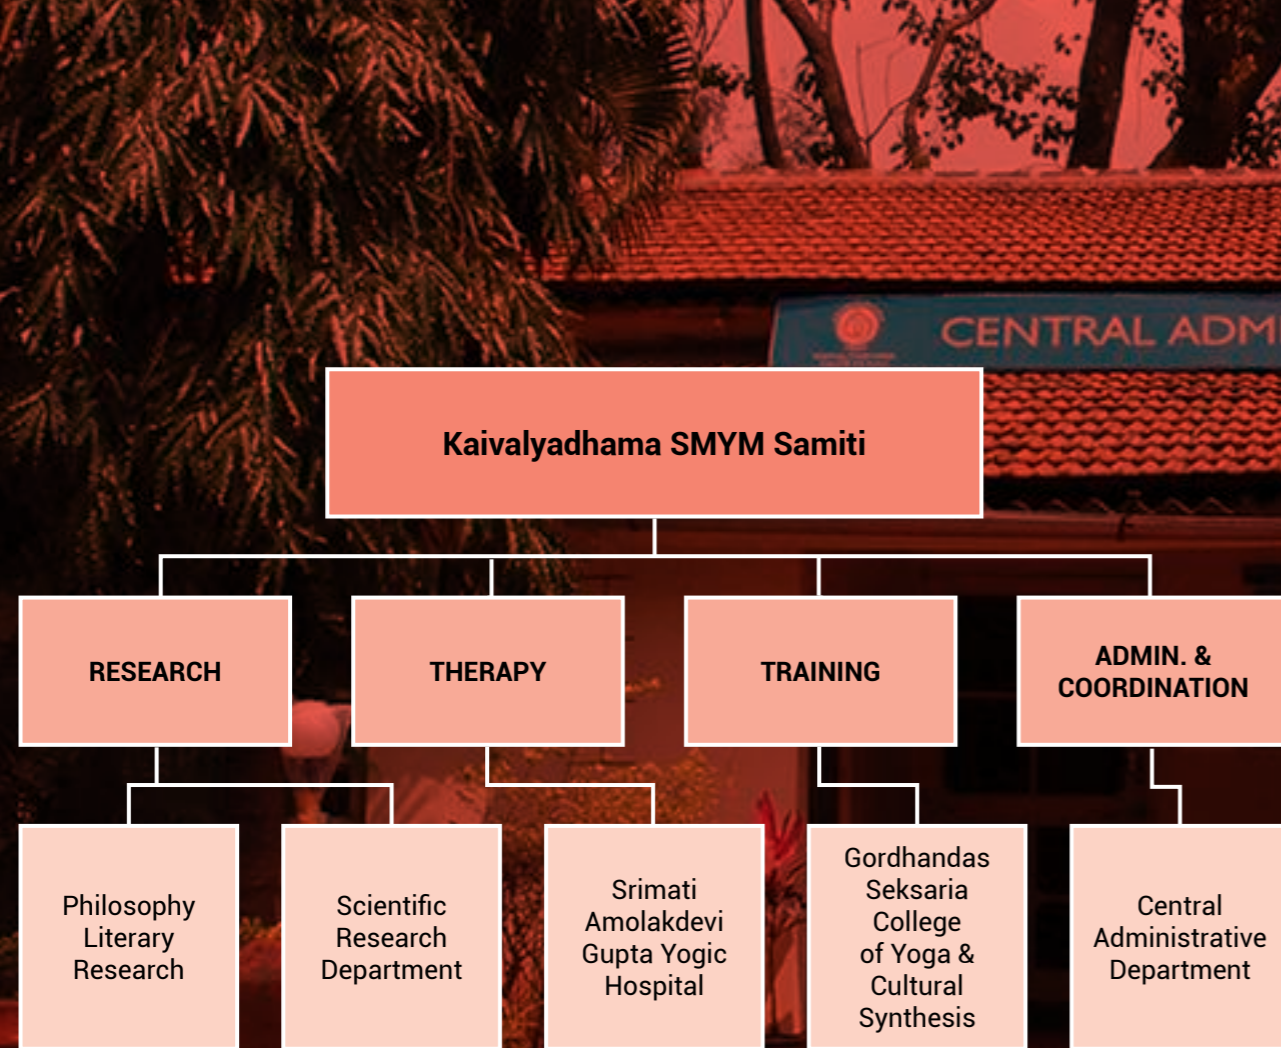 CENTRAL ADM
Kaivalyadhama SMYM Samiti
RESEARCH
THERAPY
TRAINING
ADMIN. &
COORDINATION
Philosophy
Literary
Research
Scientific
Research
Department
Srimati
Amolakdevi
Gupta Yogic
Hospital
Gordhandas
Seksaria
College
of Yoga &
Cultural
Synthesis
Central
Administrative
Department